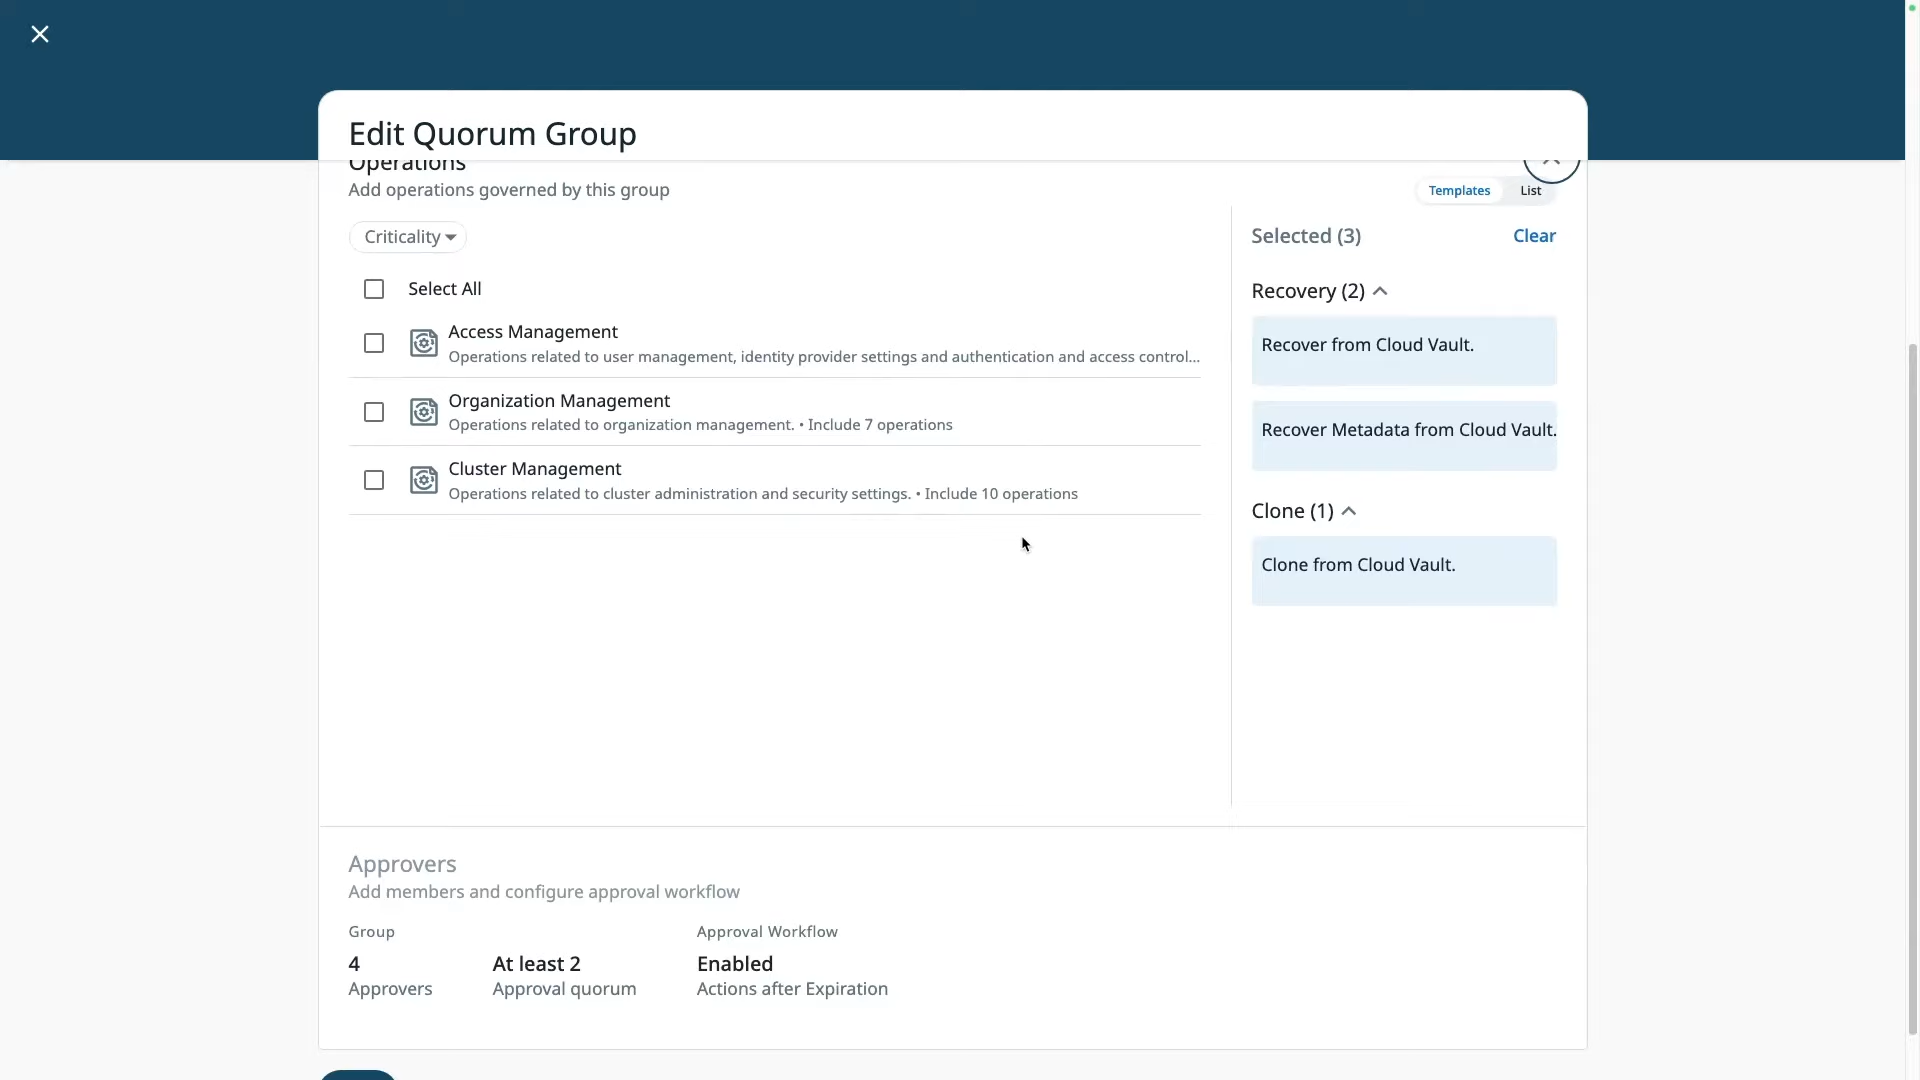 Edit Quorum Group
Operations
Add operations governed by this group
Templates
List
Criticality
Selected (3)
Clear
Select All
Recovery (2)
Access Management
Operations related to user management, identity provider settings and authentication and access control...
Recover from Cloud Vault.
Organization Management
Operations related to organization management. • Include 7 operations
Recover Metadata from Cloud Vault.
Cluster Management
Operations related to cluster administration and security settings. • Include 10 operations
Clone (1)
Clone from Cloud Vault.
Approvers
Add members and configure approval workflow
Group
Approval Workflow
4
At least 2
Enabled
Approvers
Approval quorum
Actions after Expiration